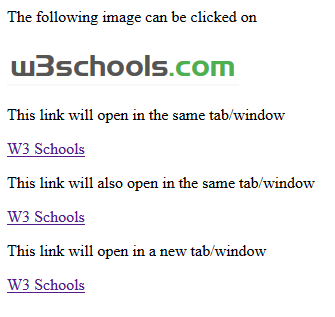 The following image can be clicked on
w3schools.com
This link will open in the same tab/window
W3 Schools
This link will also open in the same tab/window
W3 Schools
This link will open in a new tab/window
W3 Schools